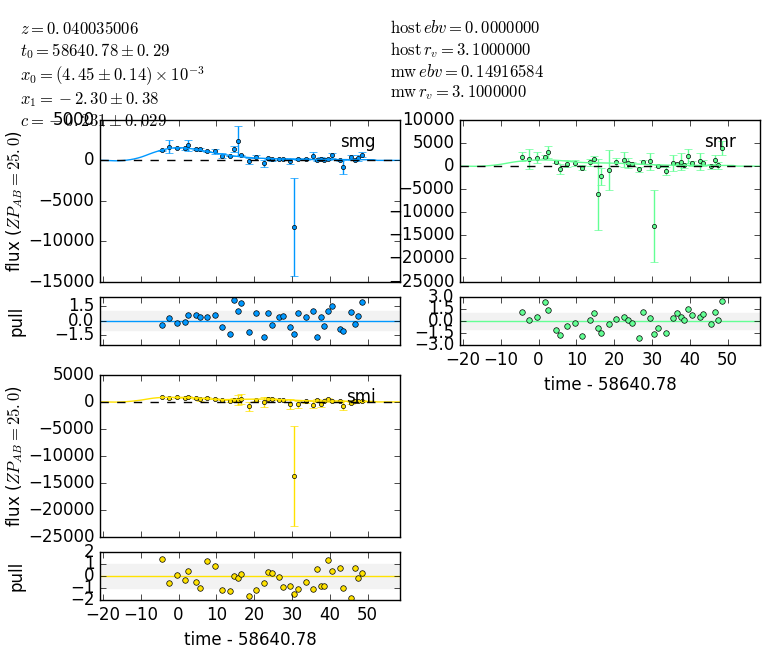 z = 0.040035006
t₀ = 58640.78 ± 0.29
x₀ = (4.45 ± 0.14) × 10⁻³
x₁ = −2.30 ± 0.38
c = −0.231 ± 0.029
host ebv = 0.0000000
host r_v = 3.1000000
mw ebv = 0.14916584
mw r_v = 3.1000000
smg
5000
0
−5000
−10000
−15000
flux (ZP_AB = 25.0)
1.5
0.0
−1.5
pull
smr
10000
5000
0
−5000
−10000
−15000
−20000
−25000
3.0
1.5
0.0
−1.5
−3.0
−20 −10 0 10 20 30 40 50
time - 58640.78
smi
5000
0
−5000
−10000
−15000
−20000
−25000
flux (ZP_AB = 25.0)
2
1
0
−1
−2
pull
−20 −10 0 10 20 30 40 50
time - 58640.78